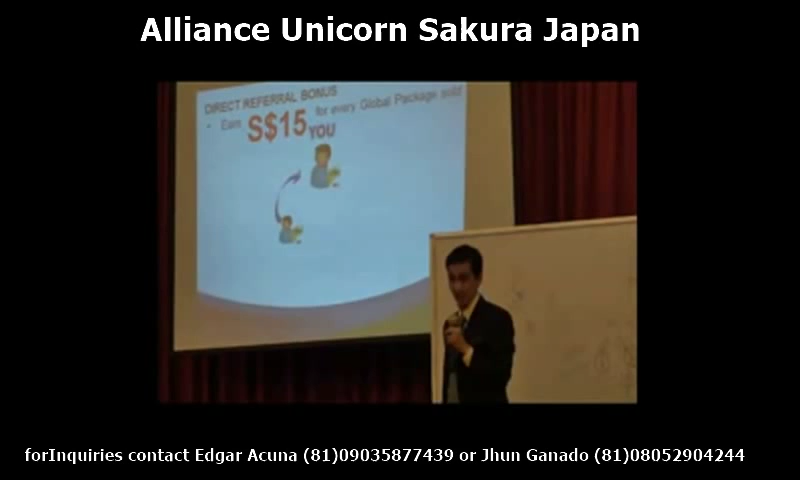 Alliance Unicorn Sakura Japan
DIRECT REFERRAL BONUS
• Earn S$15 for every Global Package sold
YOU
forInquiries contact Edgar Acuna (81)09035877439 or Jhun Ganado (81)08052904244